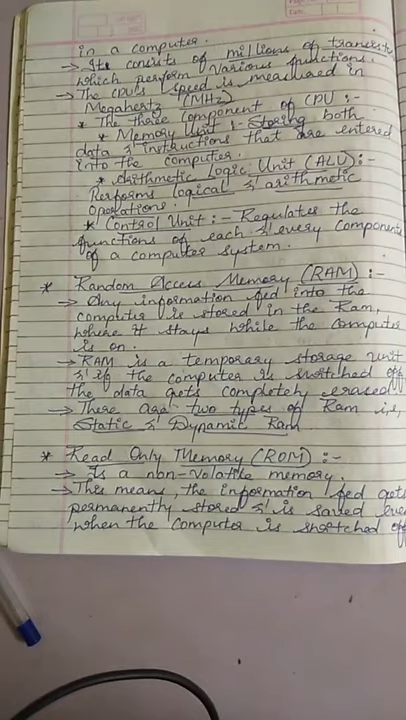 in a computer.
→ Its consists of millions of transisto
which perform various functions.
→ The CPU's speed is measured in
Megahertz (MHz)
* The three component of CPU :-
* Memory Unit :- Storing both
data & instructions that are entered
into the computer.
* Arithmetic Logic Unit (ALU) :-
Performs logical & arithmetic
Operations.
* Control Unit :- Regulates the
functions of each & every component
of a computer system.
* Random Access Memory (RAM) :-
→ Any information fed into the
computer is stored in the Ram,
where it stays while the computer
is on.
→ RAM is a temporary storage unit
& if the computer is switched off
the data gets completely erased
→ There are two types of Ram i.e,
Static & Dynamic Ram.
* Read Only Memory (ROM) :-
→ Is a non-volatile memory.
→ This means, the information fed gets
permanently stored & is saved even
when the computer is switched of